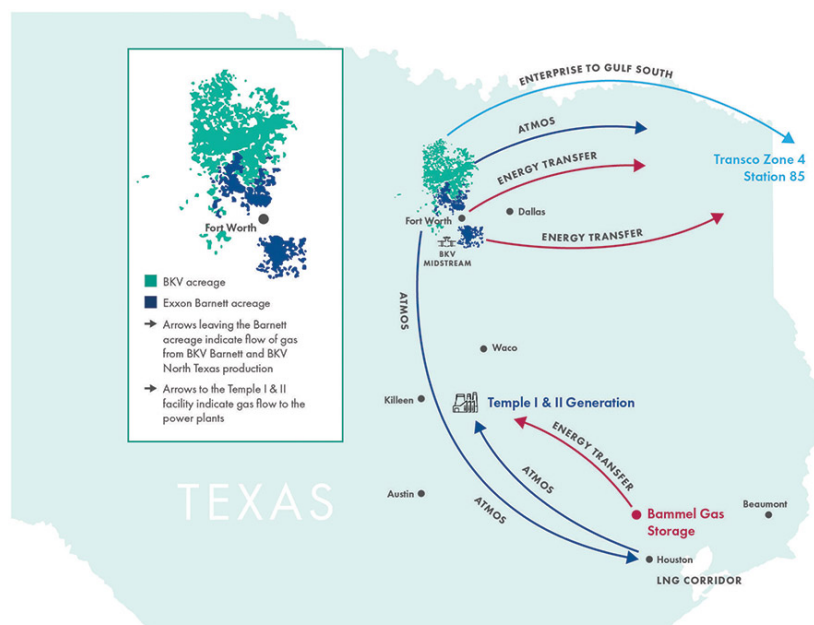 Fort Worth
BKV acreage
Exxon Barnett acreage
Arrows leaving the Barnett
acreage indicate flow of gas
from BKV Barnett and BKV
North Texas production
Arrows to the Temple I & II
facility indicate gas flow to the
power plants
ENTERPRISE TO GULF SOUTH
ATMOS
ENERGY TRANSFER
Transco Zone 4
Station 85
Fort Worth
Dallas
ENERGY TRANSFER
BKV
MIDSTREAM
ATMOS
Waco
Killeen
Temple I & II Generation
ENERGY TRANSFER
ATMOS
TEXAS
Austin
ATMOS
Bammel Gas
Storage
Beaumont
Houston
LNG CORRIDOR